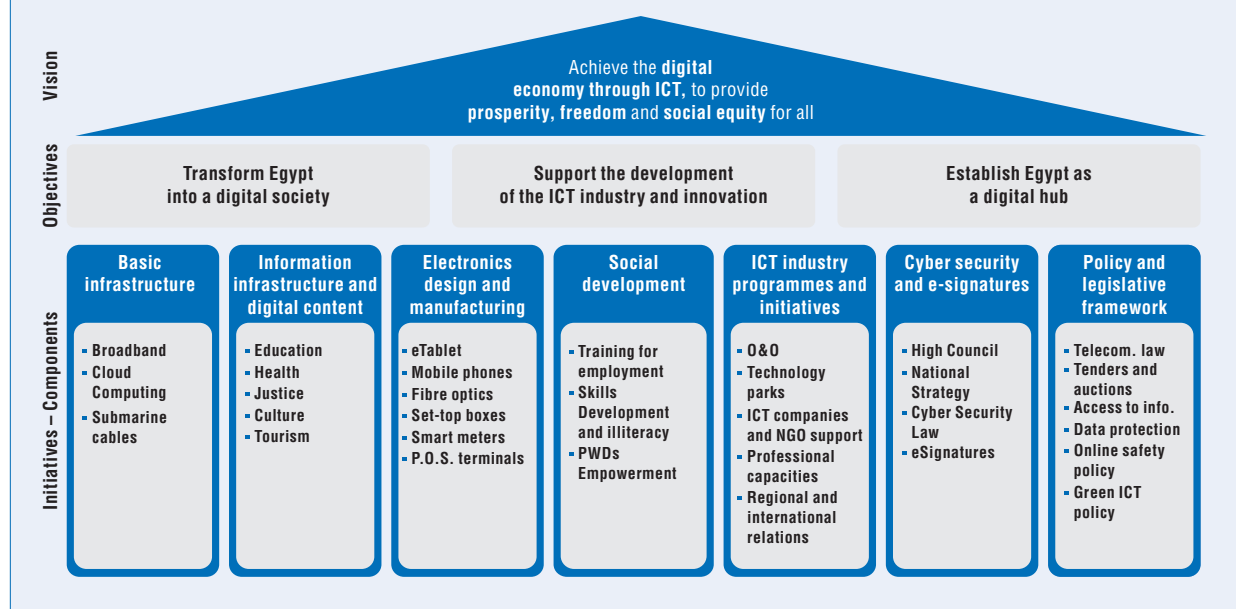 Vision
Achieve the digital
economy through ICT, to provide
prosperity, freedom and social equity for all
Objectives
Transform Egypt
into a digital society
Support the development
of the ICT industry and innovation
Establish Egypt as
a digital hub
Initiatives – Components
Basic
infrastructure
- Broadband
- Cloud
Computing
- Submarine
cables
Information
infrastructure and
digital content
- Education
- Health
- Justice
- Culture
- Tourism
Electronics
design and
manufacturing
- eTablet
- Mobile phones
- Fibre optics
- Set-top boxes
- Smart meters
- P.O.S. terminals
Social
development
- Training for
employment
- Skills
Development
and illiteracy
- PWDs
Empowerment
ICT industry
programmes and
initiatives
- O&O
- Technology
parks
- ICT companies
and NGO support
- Professional
capacities
- Regional and
international
relations
Cyber security
and e-signatures
- High Council
- National
Strategy
- Cyber Security
Law
- eSignatures
Policy and
legislative
framework
- Telecom. law
- Tenders and
auctions
- Access to info.
- Data protection
- Online safety
policy
- Green ICT
policy